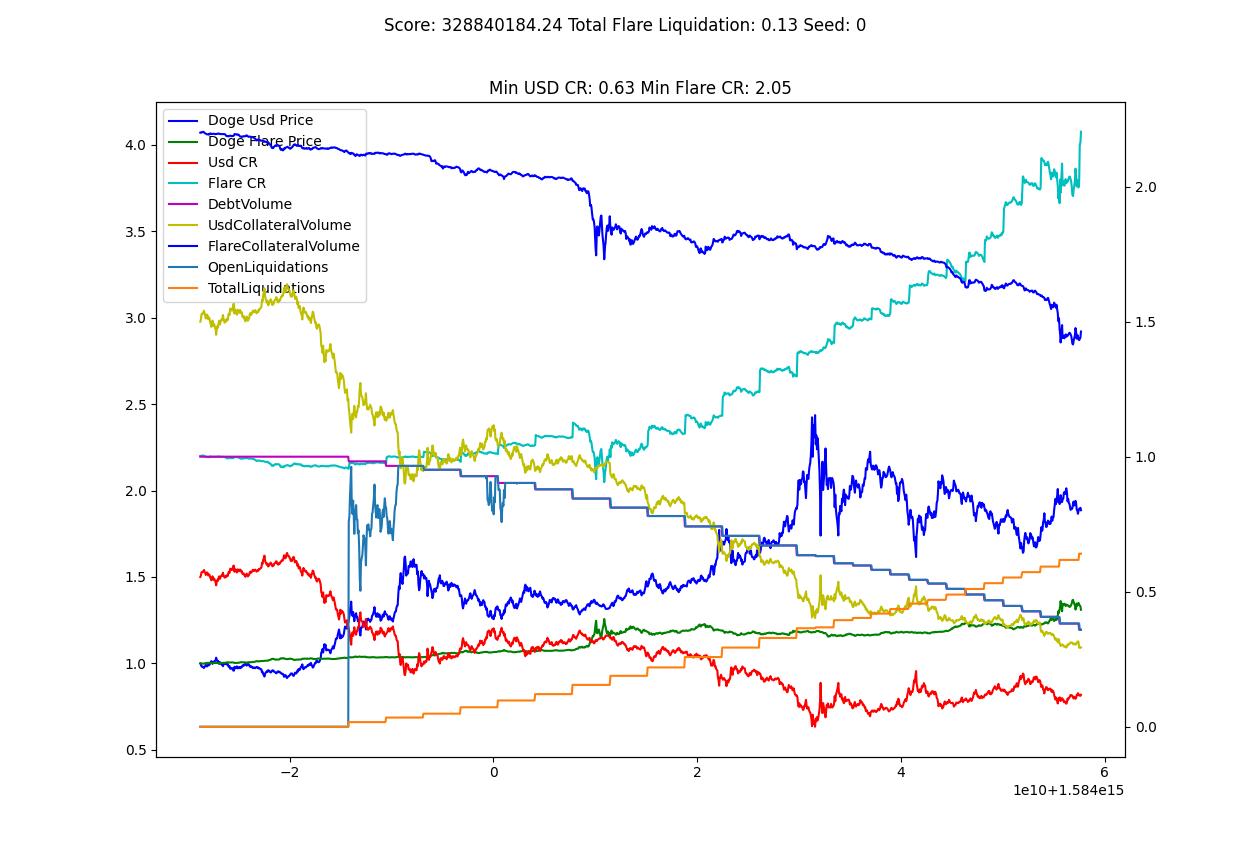 Score: 328840184.24 Total Flare Liquidation: 0.13 Seed: 0
Min USD CR: 0.63 Min Flare CR: 2.05
Doge Usd Price
Doge Flare Price
Usd CR
Flare CR
DebtVolume
UsdCollateralVolume
FlareCollateralVolume
OpenLiquidations
TotalLiquidations
4.0
3.5
3.0
2.5
2.0
1.5
1.0
0.5
2.0
1.5
1.0
0.5
0.0
−2 0 2 4 6
1e10+1.584e15